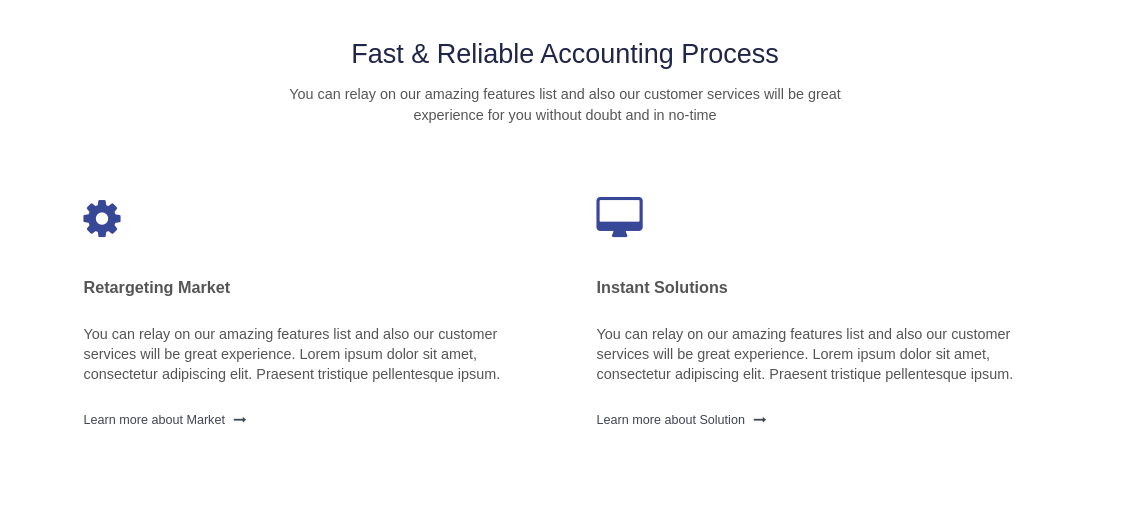 Fast & Reliable Accounting Process
You can relay on our amazing features list and also our customer services will be great
experience for you without doubt and in no-time
Retargeting Market
You can relay on our amazing features list and also our customer
services will be great experience. Lorem ipsum dolor sit amet,
consectetur adipiscing elit. Praesent tristique pellentesque ipsum.
Learn more about Market
Instant Solutions
You can relay on our amazing features list and also our customer
services will be great experience. Lorem ipsum dolor sit amet,
consectetur adipiscing elit. Praesent tristique pellentesque ipsum.
Learn more about Solution